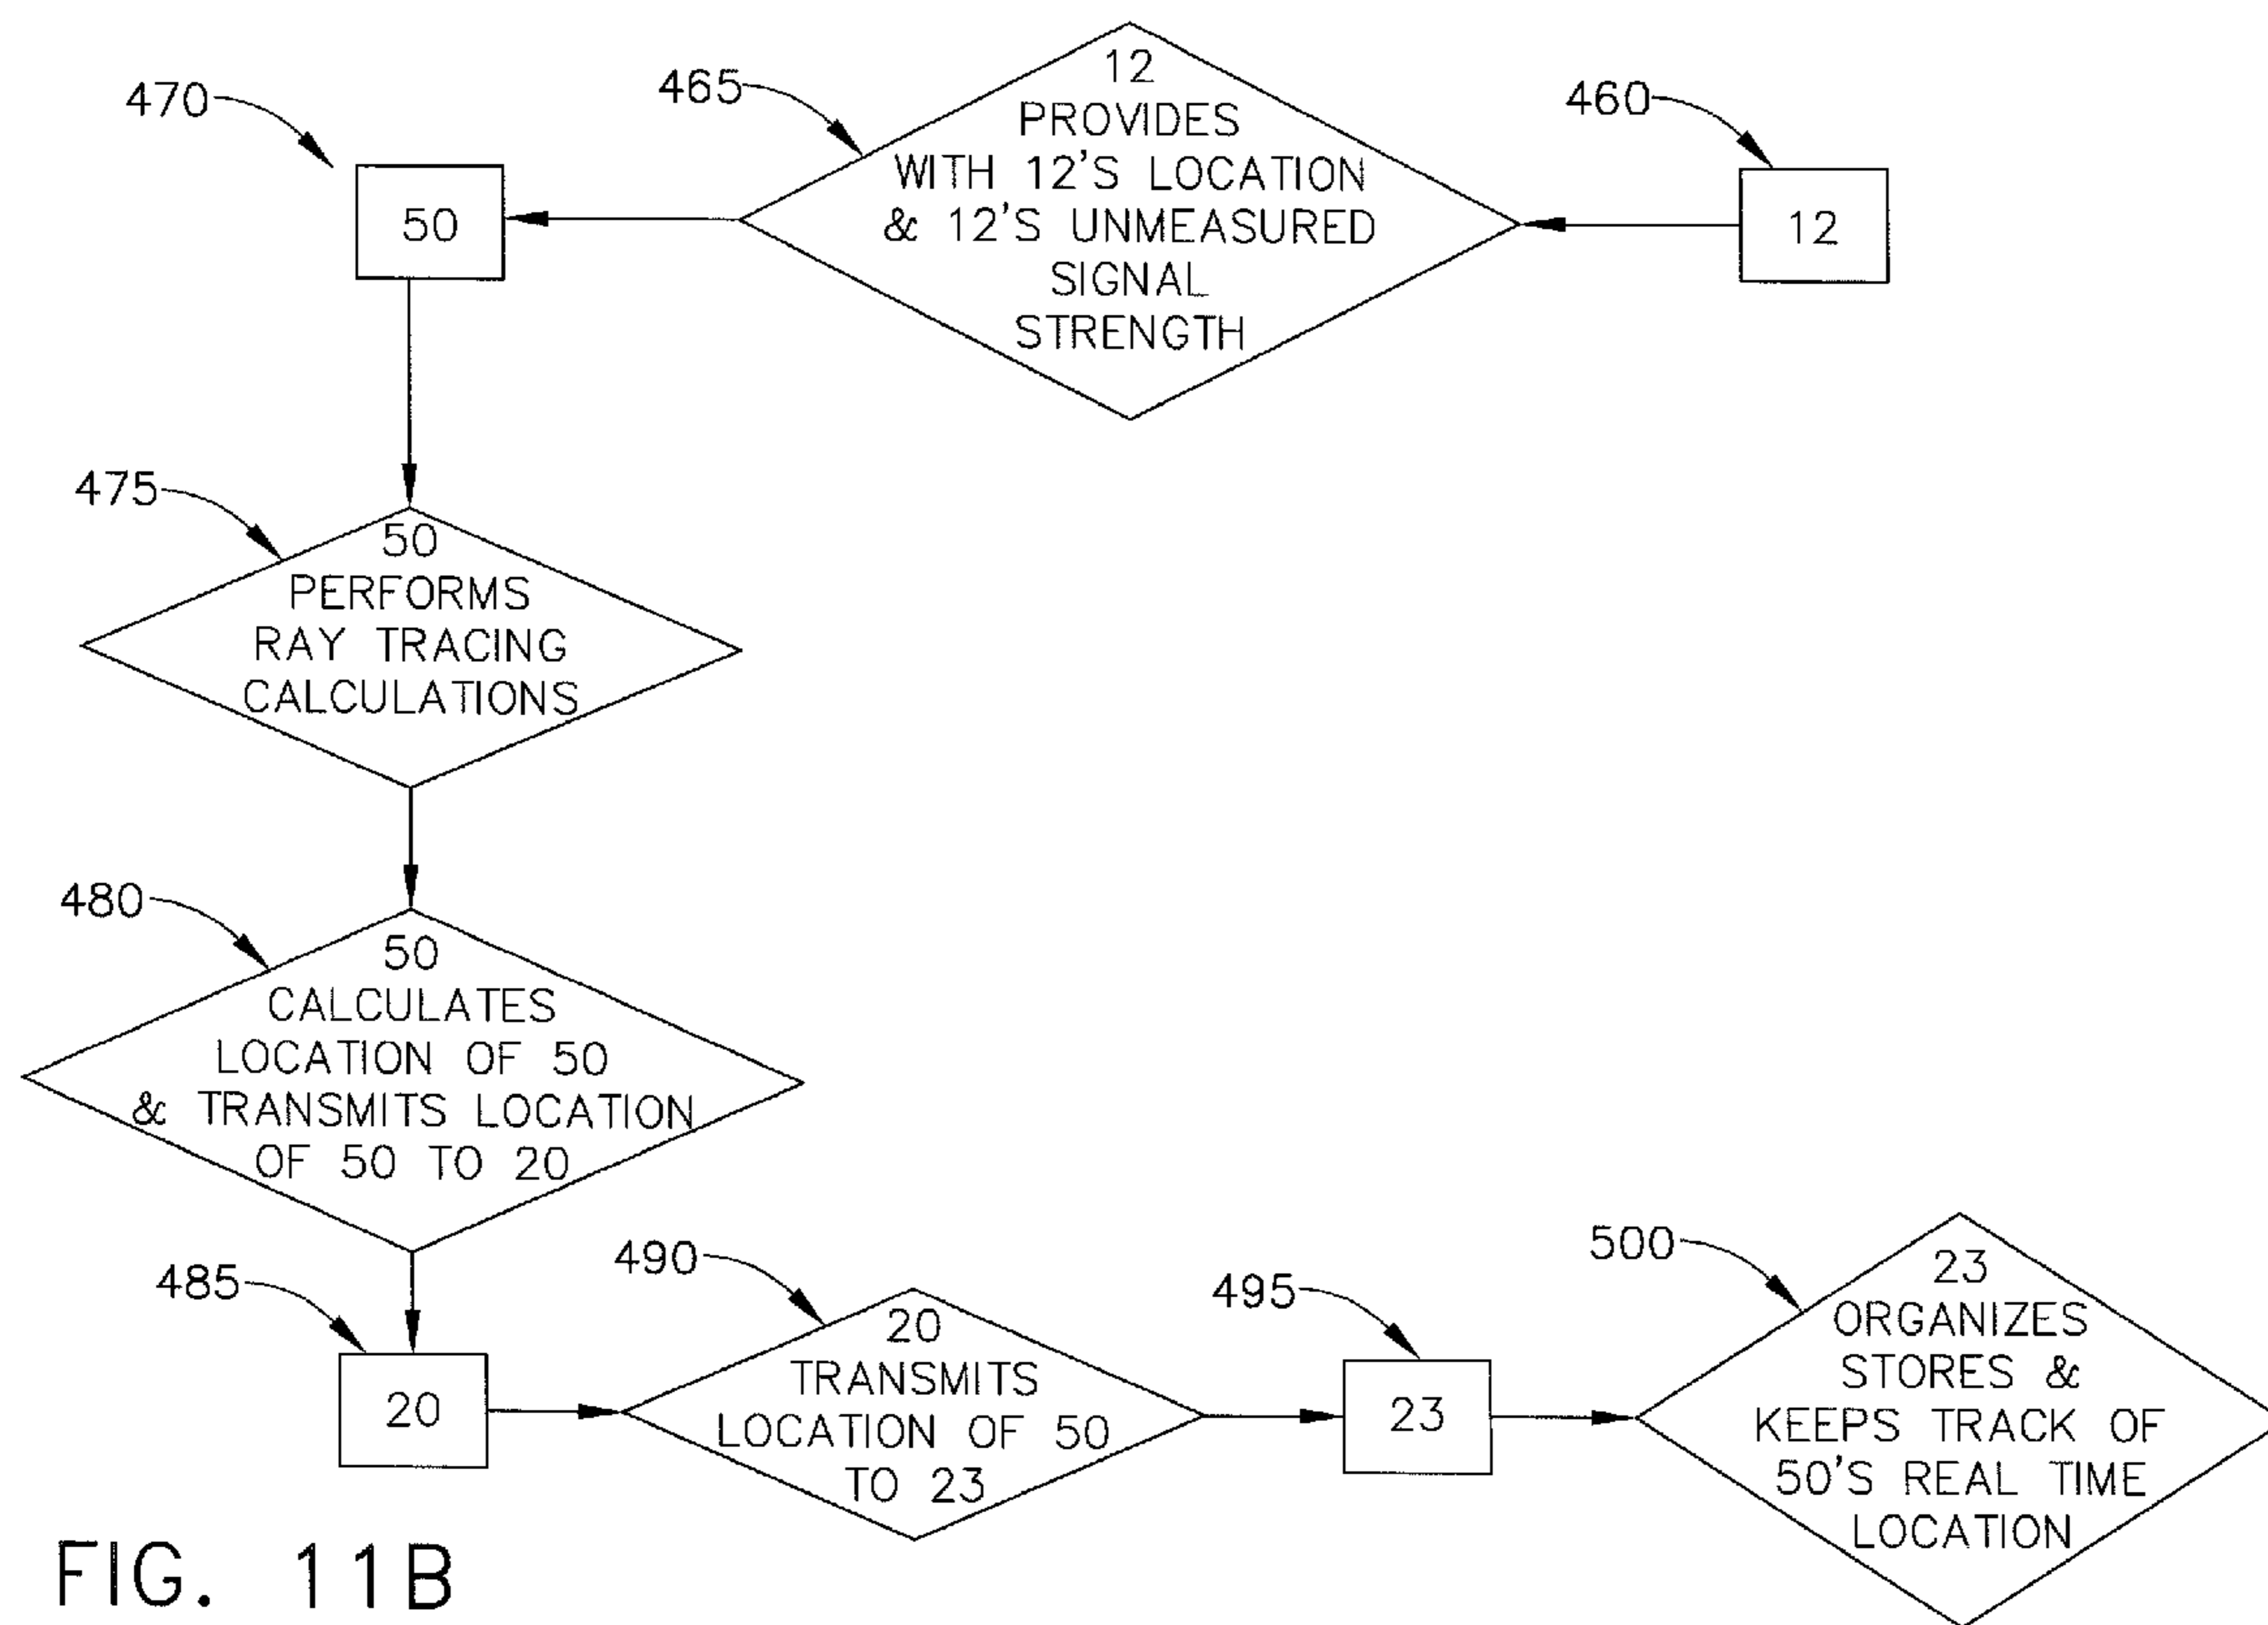 470
465
460
12
PROVIDES
WITH 12'S LOCATION
& 12'S UNMEASURED
SIGNAL
STRENGTH
50
12
475
50
PERFORMS
RAY TRACING
CALCULATIONS
480
50
CALCULATES
LOCATION OF 50
& TRANSMITS LOCATION
OF 50 TO 20
485
20
490
20
TRANSMITS
LOCATION OF 50
TO 23
495
23
500
23
ORGANIZES
STORES &
KEEPS TRACK OF
50'S REAL TIME
LOCATION
FIG. 11B